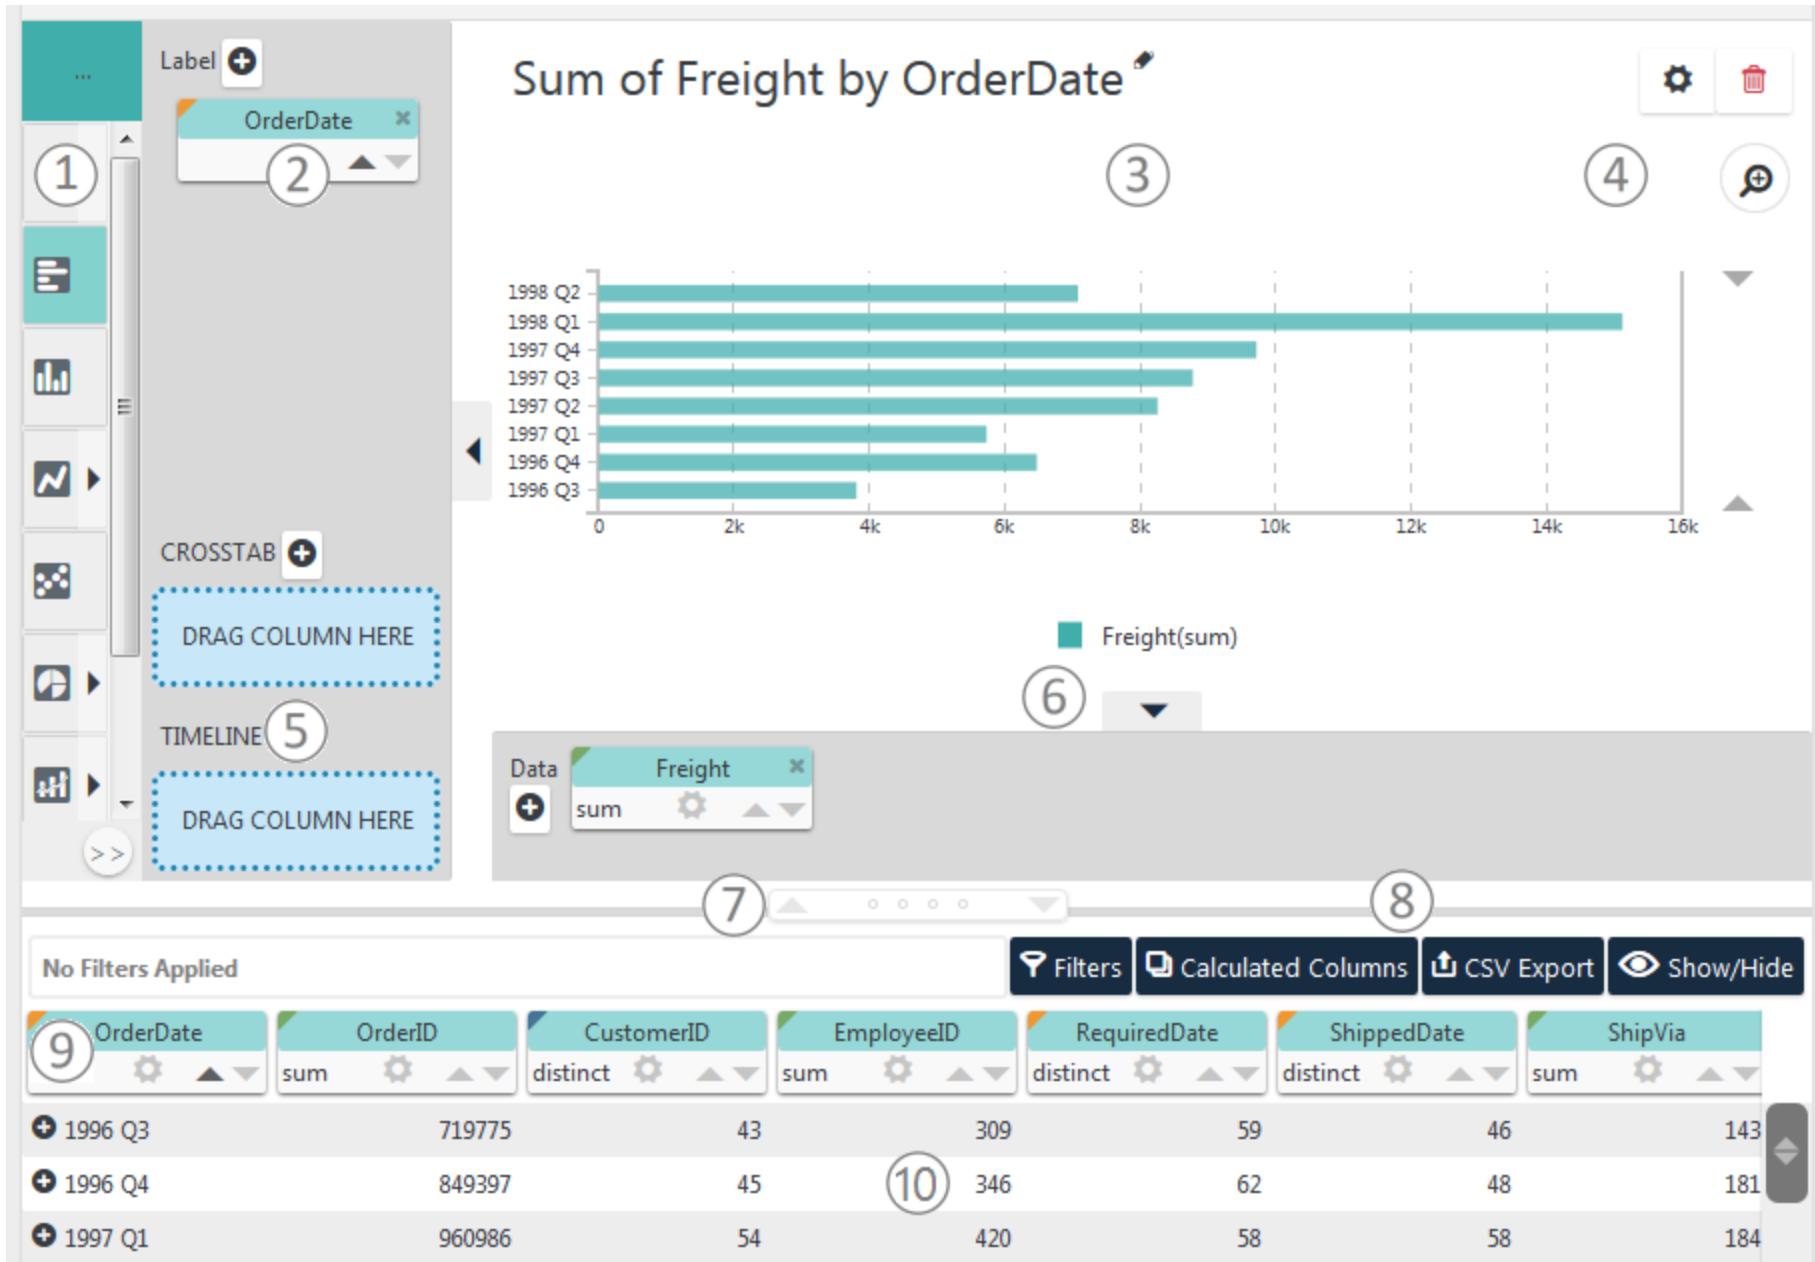 ...
Label
OrderDate
1
2
Sum of Freight by OrderDate
3
4
1998 Q2
1998 Q1
1997 Q4
1997 Q3
1997 Q2
1997 Q1
1996 Q4
1996 Q3
0 2k 4k 6k 8k 10k 12k 14k 16k
CROSSTAB
DRAG COLUMN HERE
Freight(sum)
TIMELINE
5
DRAG COLUMN HERE
>>
6
Data
Freight
sum
7
8
No Filters Applied
Filters
Calculated Columns
CSV Export
Show/Hide
9
OrderDate OrderID CustomerID EmployeeID RequiredDate ShippedDate ShipVia
sum distinct sum distinct distinct sum
1996 Q3 719775 43 309 59 46 143
1996 Q4 849397 45 346 62 48 181
10
1997 Q1 960986 54 420 58 58 184